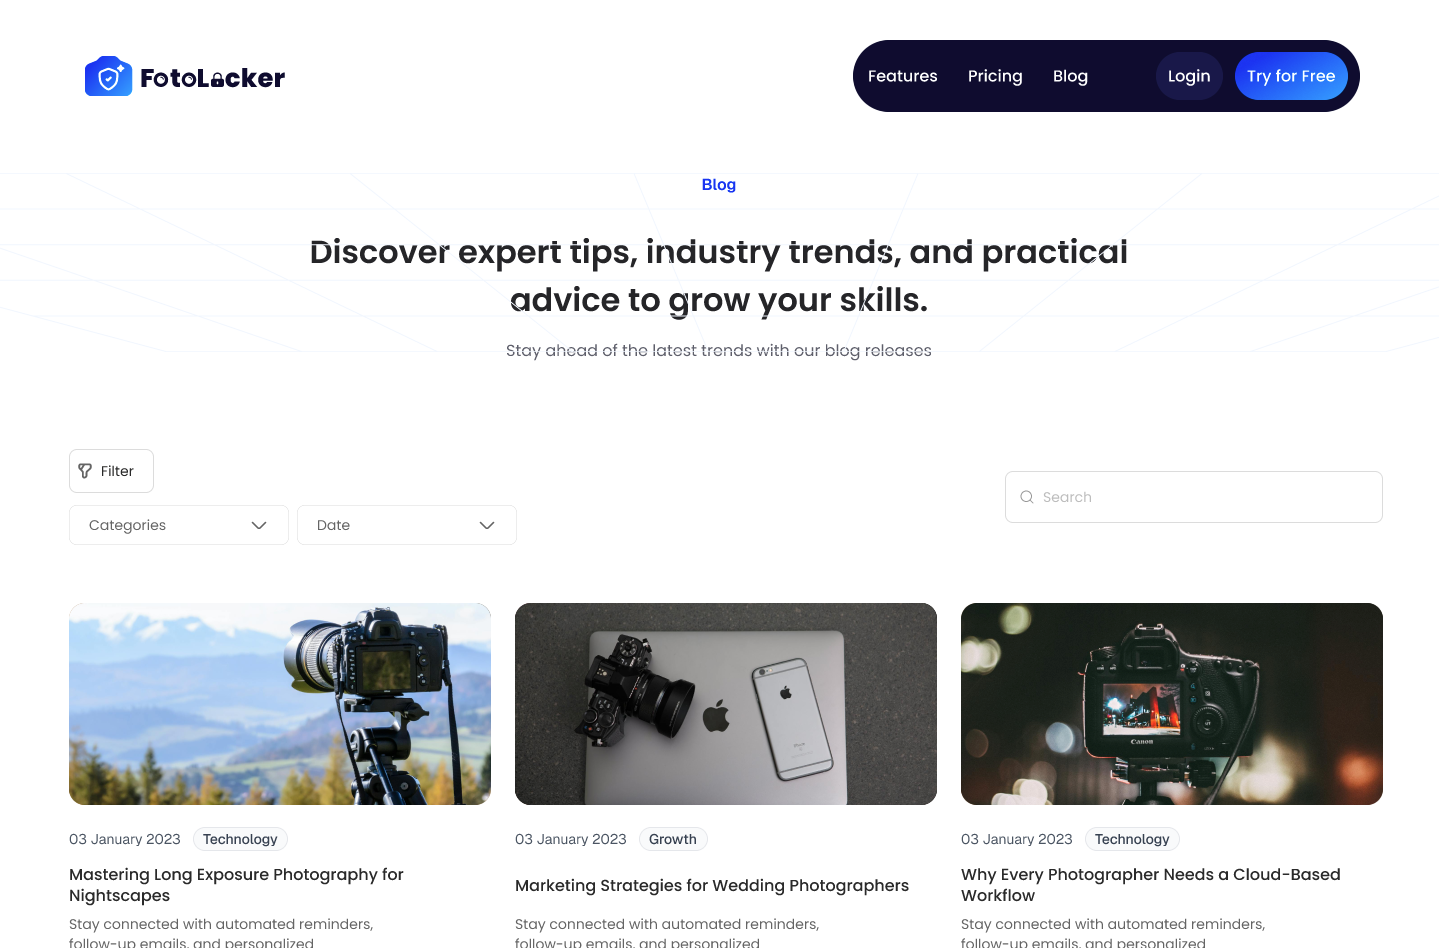 FotoLocker
Features Pricing Blog Login Try for Free
Blog
Discover expert tips, industry trends, and practical
advice to grow your skills.
Stay ahead of the latest trends with our blog releases
Filter
Categories Date
Search
Canon
03 January 2023 Technology
Mastering Long Exposure Photography for
Nightscapes
Stay connected with automated reminders,
follow-up emails, and personalized
03 January 2023 Growth
Marketing Strategies for Wedding Photographers
Stay connected with automated reminders,
follow-up emails, and personalized
03 January 2023 Technology
Why Every Photographer Needs a Cloud-Based
Workflow
Stay connected with automated reminders,
follow-up emails, and personalized